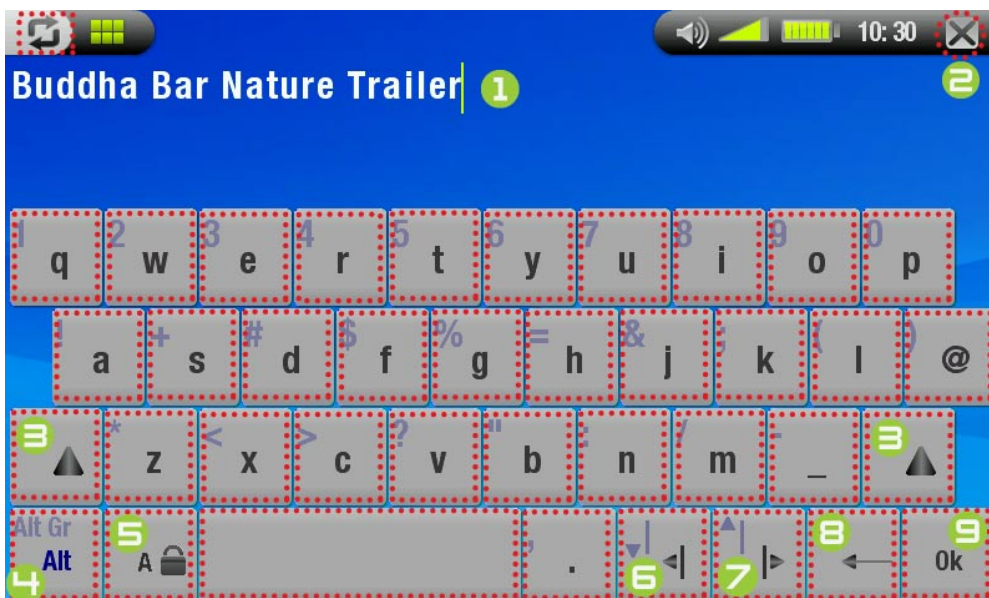 10:30
Buddha Bar Nature Trailer 1 2
1 q 2 w 3 e 4 r 5 t 6 y 7 u 8 i 9 o 0 p
! a + s # d $ f % g = h & j ; k ( l ) @
3 * z < x > c ? v " b : n / m - _ 3
Alt Gr 5 , 8 9
4 Alt A . 6 7 Ok